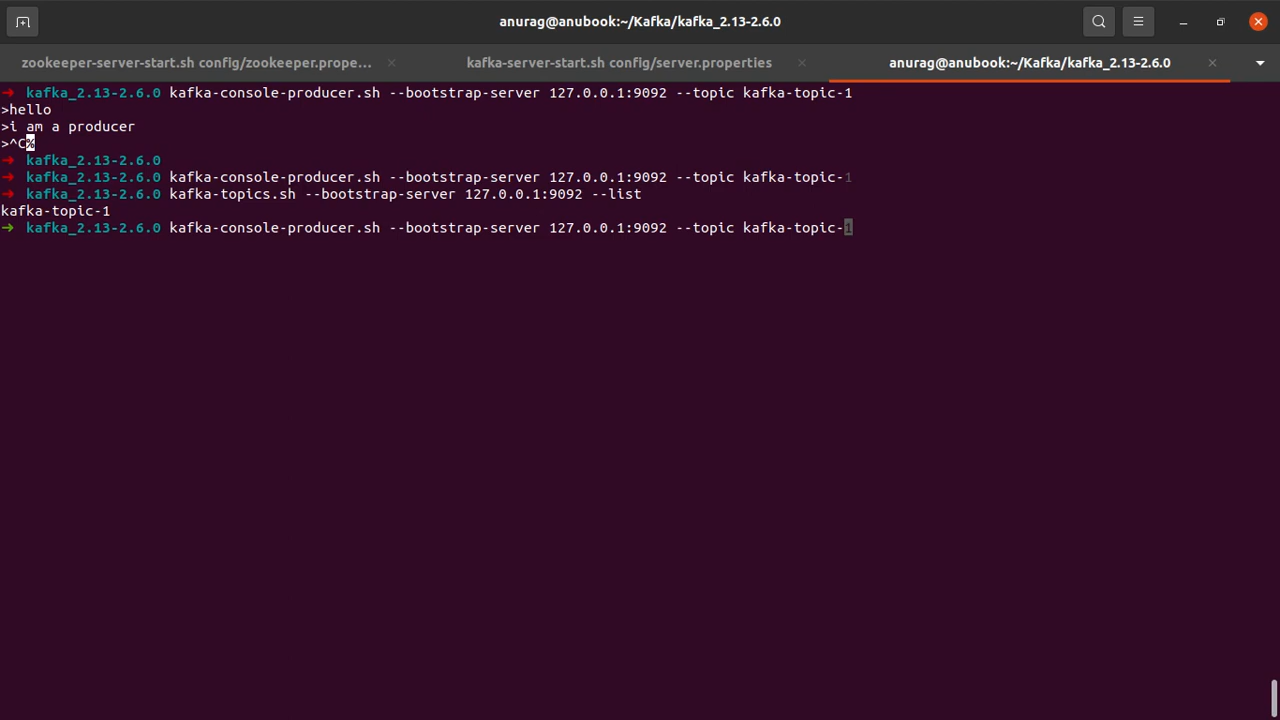 anurag@anubook:~/Kafka/kafka_2.13-2.6.0
zookeeper-server-start.sh config/zookeeper.prope... × kafka-server-start.sh config/server.properties × anurag@anubook:~/Kafka/kafka_2.13-2.6.0 ×
➜ kafka_2.13-2.6.0 kafka-console-producer.sh --bootstrap-server 127.0.0.1:9092 --topic kafka-topic-1
>hello
>i am a producer
>^C%
➜ kafka_2.13-2.6.0
➜ kafka_2.13-2.6.0 kafka-console-producer.sh --bootstrap-server 127.0.0.1:9092 --topic kafka-topic-1
➜ kafka_2.13-2.6.0 kafka-topics.sh --bootstrap-server 127.0.0.1:9092 --list
kafka-topic-1
➜ kafka_2.13-2.6.0 kafka-console-producer.sh --bootstrap-server 127.0.0.1:9092 --topic kafka-topic-1